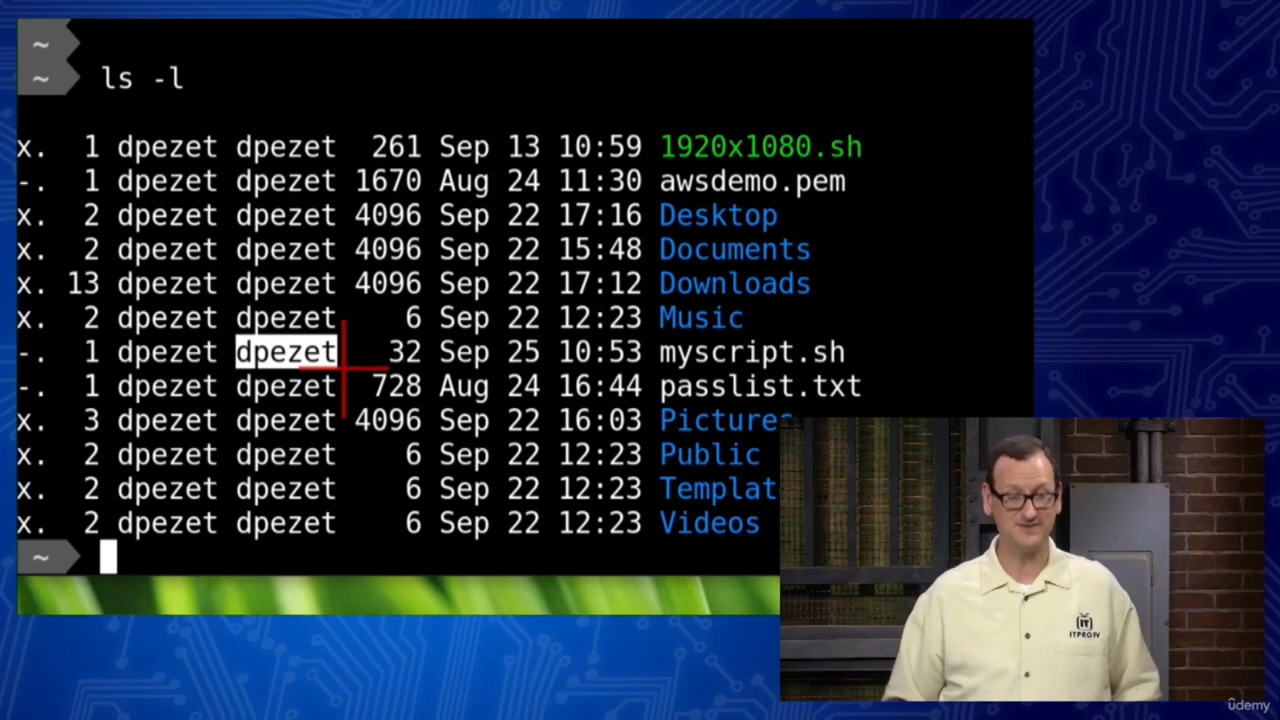 ~
~ ls -l
x. 1 dpezet dpezet 261 Sep 13 10:59 1920x1080.sh
-. 1 dpezet dpezet 1670 Aug 24 11:30 awsdemo.pem
x. 2 dpezet dpezet 4096 Sep 22 17:16 Desktop
x. 2 dpezet dpezet 4096 Sep 22 15:48 Documents
x. 13 dpezet dpezet 4096 Sep 22 17:12 Downloads
x. 2 dpezet dpezet 6 Sep 22 12:23 Music
-. 1 dpezet dpezet 32 Sep 25 10:53 myscript.sh
-. 1 dpezet dpezet 728 Aug 24 16:44 passlist.txt
x. 3 dpezet dpezet 4096 Sep 22 16:03 Pictures
x. 2 dpezet dpezet 6 Sep 22 12:23 Public
x. 2 dpezet dpezet 6 Sep 22 12:23 Templat
x. 2 dpezet dpezet 6 Sep 22 12:23 Videos
~
IT
ITPROTV
ûdemy